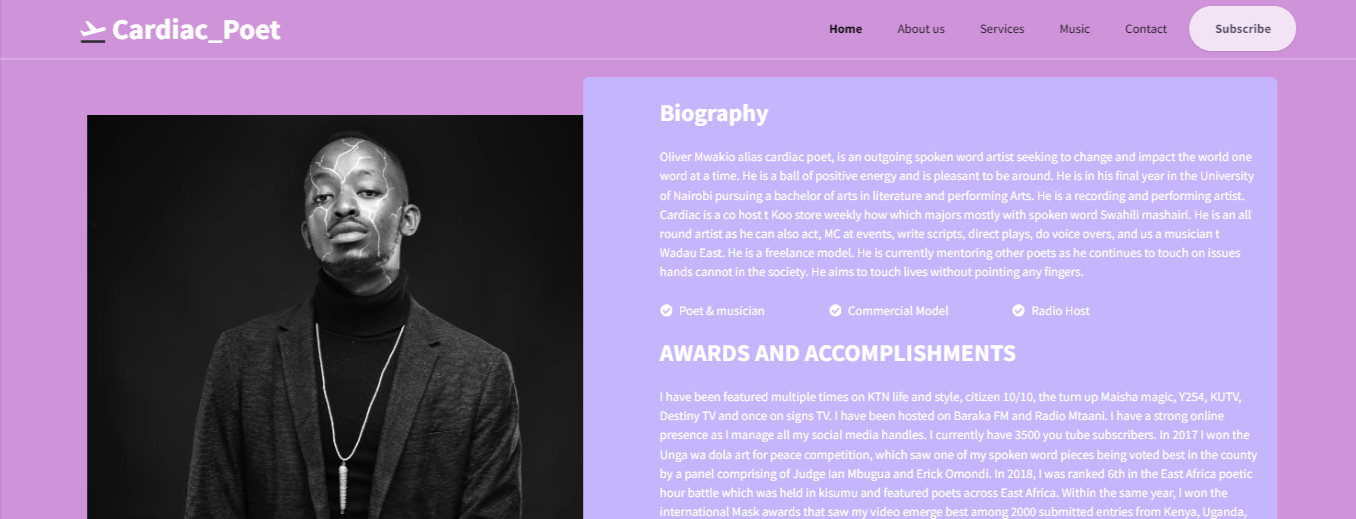 Cardiac_Poet
Home
About us
Services
Music
Contact
Subscribe
Biography
Oliver Mwakio alias cardiac poet, is an outgoing spoken word artist seeking to change and impact the world one
word at a time. He is a ball of positive energy and is pleasant to be around. He is in his final year in the University
of Nairobi pursuing a bachelor of arts in literature and performing Arts. He is a recording and performing artist.
Cardiac is a co host t Koo store weekly how which majors mostly with spoken word Swahili mashairi. He is an all
round artist as he can also act, MC at events, write scripts, direct plays, do voice overs, and us a musician t
Wadau East. He is a freelance model. He is currently mentoring other poets as he continues to touch on issues
hands cannot in the society. He aims to touch lives without pointing any fingers.
Poet & musician
Commercial Model
Radio Host
AWARDS AND ACCOMPLISHMENTS
I have been featured multiple times on KTN life and style, citizen 10/10, the turn up Maisha magic, Y254, KUTV,
Destiny TV and once on signs TV. I have been hosted on Baraka FM and Radio Mtaani. I have a strong online
presence as I manage all my social media handles. I currently have 3500 you tube subscribers. In 2017 I won the
Unga wa dola art for peace competition, which saw one of my spoken word pieces being voted best in the county
by a panel comprising of Judge Ian Mbugua and Erick Omondi. In 2018, I was ranked 6th in the East Africa poetic
hour battle which was held in kisumu and featured poets across East Africa. Within the same year, I won the
international Mask awards that saw my video emerge best among 2000 submitted entries from Kenya, Uganda,